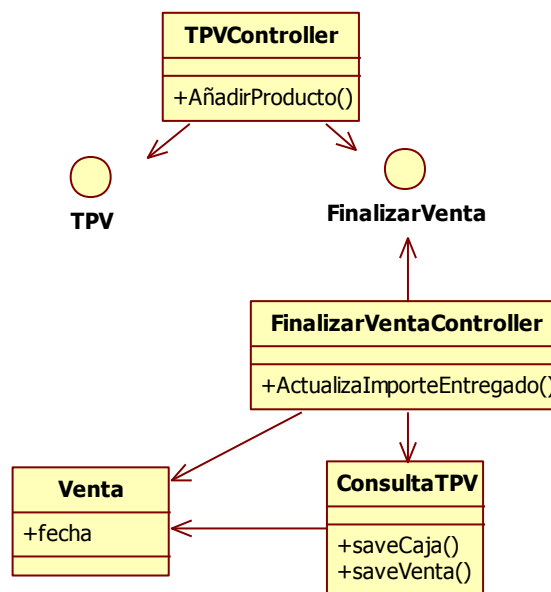 TPVController
+AñadirProducto()
TPV
FinalizarVenta
FinalizarVentaController
+ActualizaImporteEntregado()
Venta
+fecha
ConsultaTPV
+saveCaja()
+saveVenta()